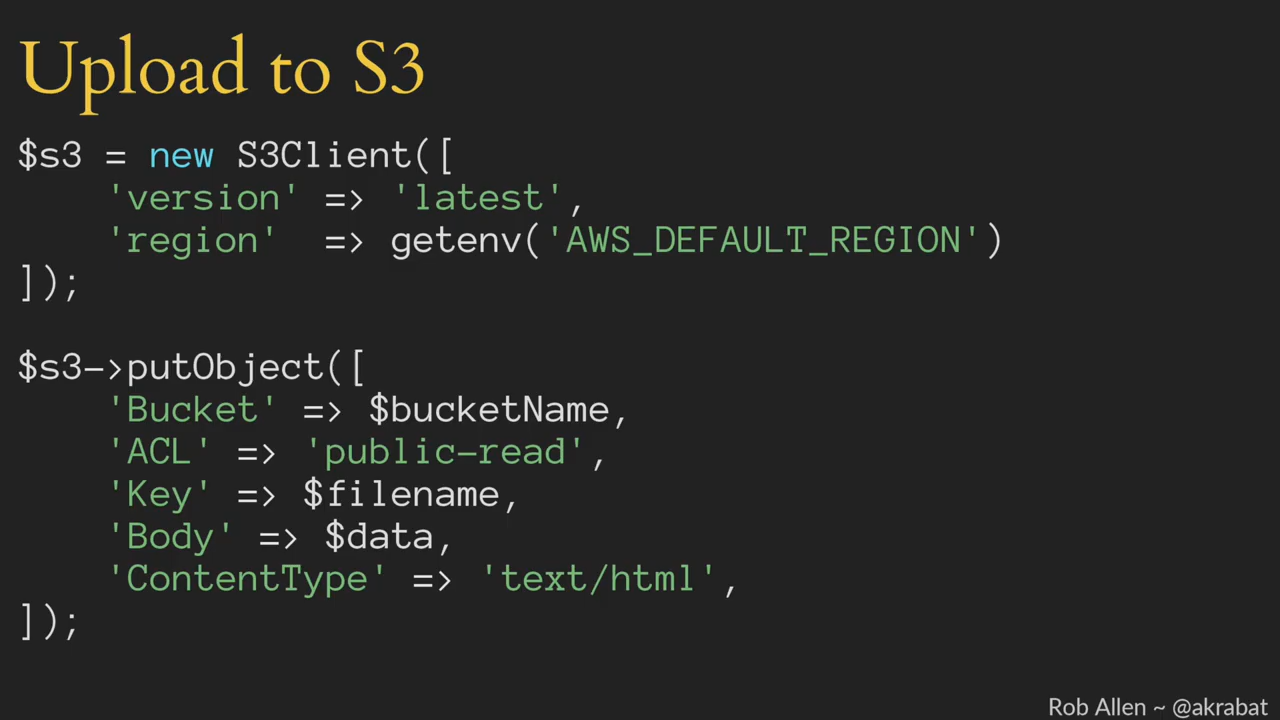 Upload to S3
$s3 = new S3Client([
    'version' => 'latest',
    'region'  => getenv('AWS_DEFAULT_REGION')
]);

$s3->putObject([
    'Bucket' => $bucketName,
    'ACL' => 'public-read',
    'Key' => $filename,
    'Body' => $data,
    'ContentType' => 'text/html',
]);
Rob Allen ~ @akrabat